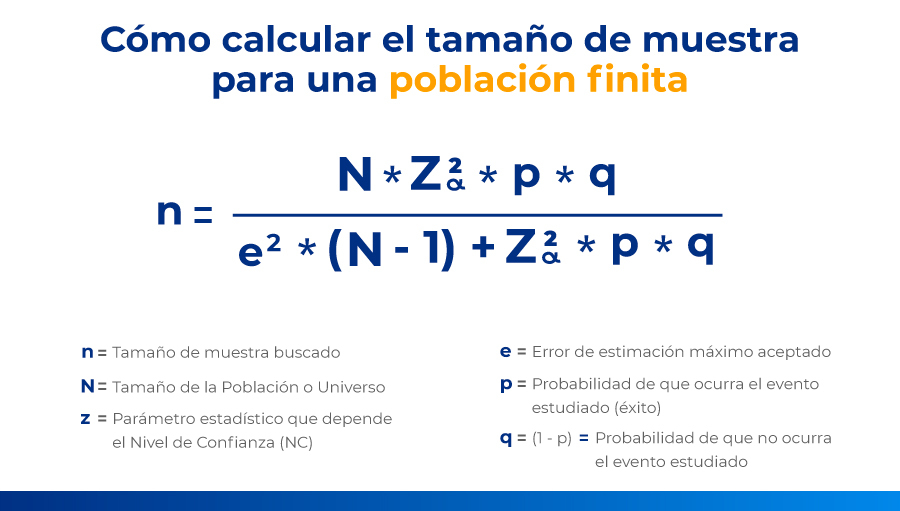 Cómo calcular el tamaño de muestra
para una población finita
n = N * Z²α * p * q / e² * (N - 1) + Z²α * p * q
n = Tamaño de muestra buscado
N = Tamaño de la Población o Universo
z = Parámetro estadístico que depende
el Nivel de Confianza (NC)
e = Error de estimación máximo aceptado
p = Probabilidad de que ocurra el evento
estudiado (éxito)
q = (1 - p) = Probabilidad de que no ocurra
el evento estudiado